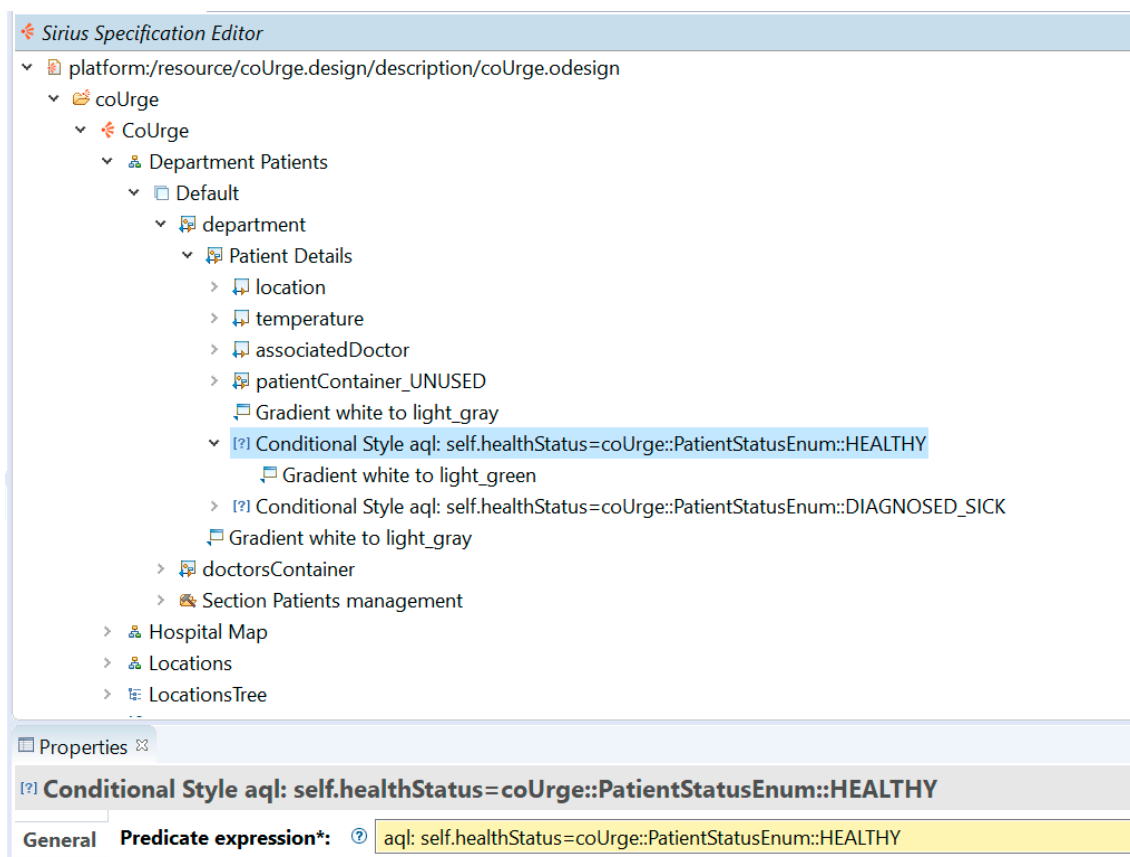 Sirius Specification Editor
platform:/resource/coUrge.design/description/coUrge.odesign
coUrge
CoUrge
Department Patients
Default
department
Patient Details
location
temperature
associatedDoctor
patientContainer_UNUSED
Gradient white to light_gray
[?] Conditional Style aql: self.healthStatus=coUrge::PatientStatusEnum::HEALTHY
Gradient white to light_green
[?] Conditional Style aql: self.healthStatus=coUrge::PatientStatusEnum::DIAGNOSED_SICK
Gradient white to light_gray
doctorsContainer
Section Patients management
Hospital Map
Locations
LocationsTree
Properties
[?] Conditional Style aql: self.healthStatus=coUrge::PatientStatusEnum::HEALTHY
General Predicate expression*: ? aql: self.healthStatus=coUrge::PatientStatusEnum::HEALTHY